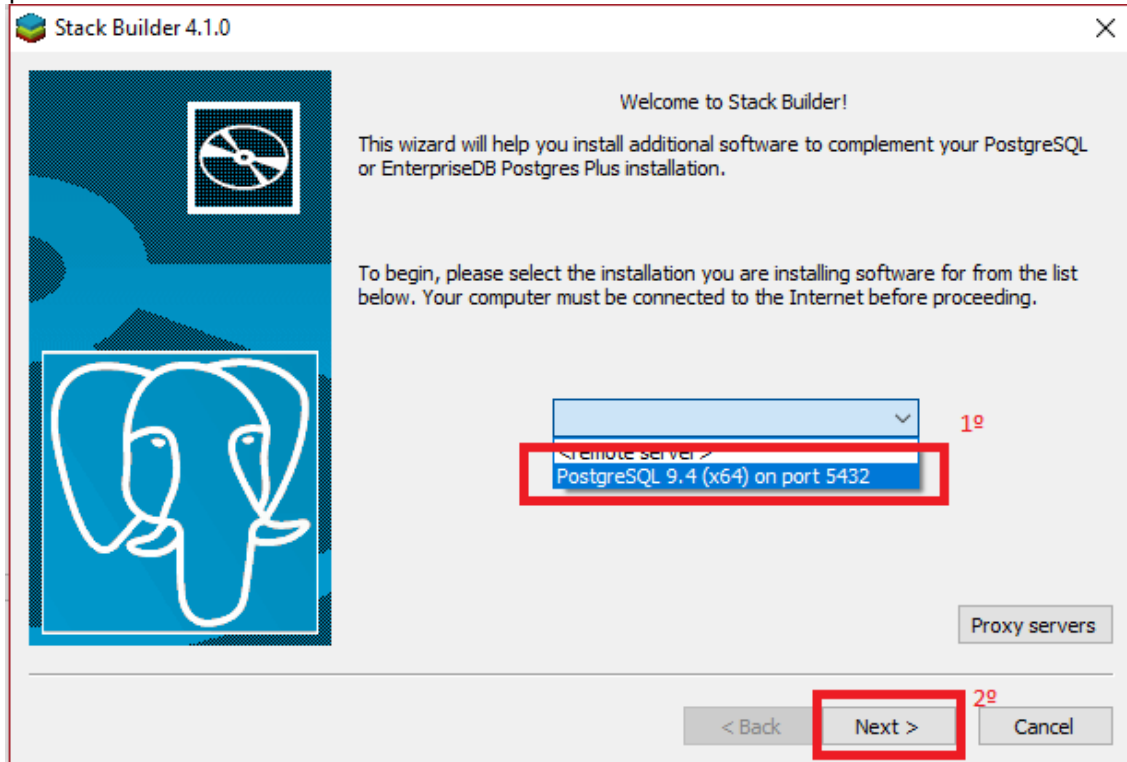 Stack Builder 4.1.0
Welcome to Stack Builder!
This wizard will help you install additional software to complement your PostgreSQL
or EnterpriseDB Postgres Plus installation.
To begin, please select the installation you are installing software for from the list
below. Your computer must be connected to the Internet before proceeding.
1º
<remote server>
PostgreSQL 9.4 (x64) on port 5432
Proxy servers
2º
< Back Next > Cancel